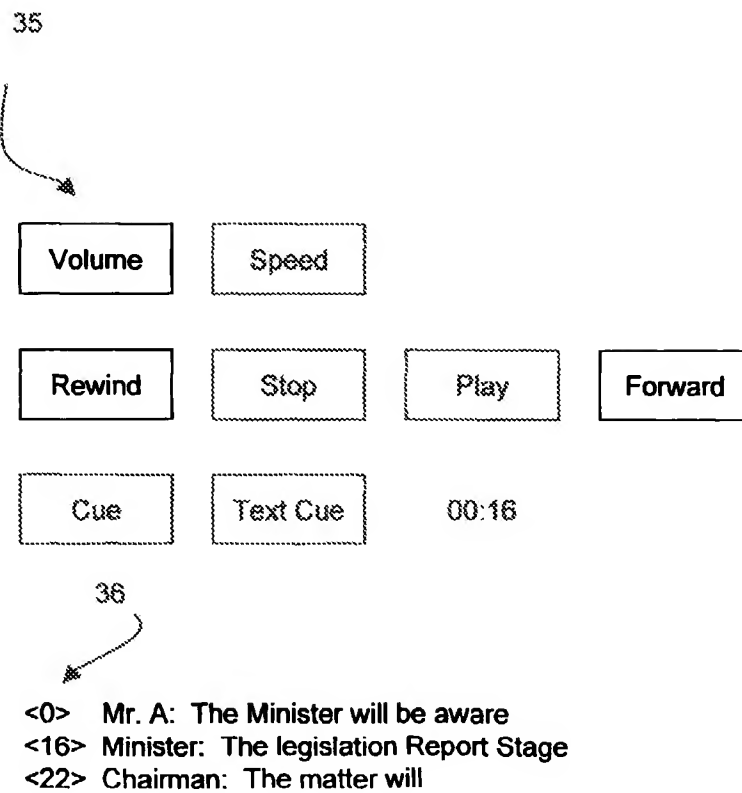 35
Volume Speed
Rewind Stop Play Forward
Cue Text Cue 00:16
36
<0> Mr. A: The Minister will be aware
<16> Minister: The legislation Report Stage
<22> Chairman: The matter will